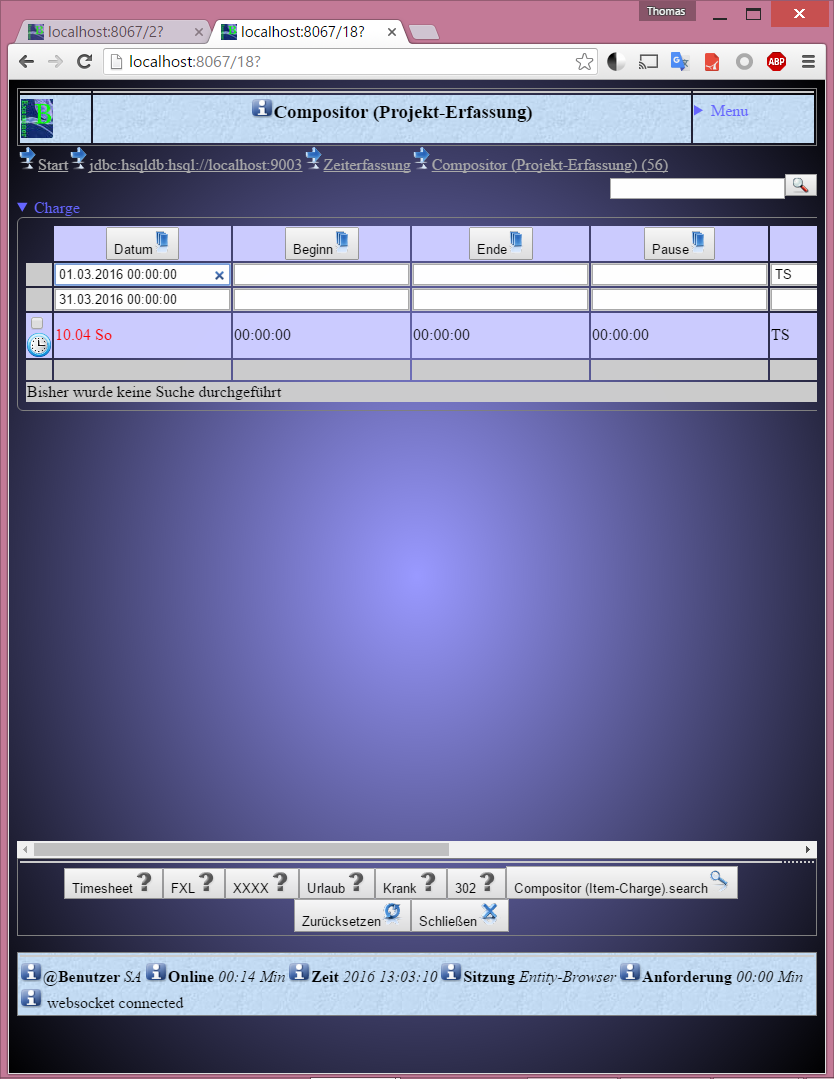 Thomas
localhost:8067/2?
localhost:8067/18?
localhost:8067/18?
ABP
B
Compositor (Projekt-Erfassung)
Menu
Start jdbc:hsqldb:hsql://localhost:9003 Zeiterfassung Compositor (Projekt-Erfassung) (56)
Charge
Datum Beginn Ende Pause
01.03.2016 00:00:00 TS
31.03.2016 00:00:00
10.04 So 00:00:00 00:00:00 00:00:00 TS
Bisher wurde keine Suche durchgeführt
Timesheet FXL XXXX Urlaub Krank 302 Compositor (Item-Charge).search
Zurücksetzen Schließen
@Benutzer SA Online 00:14 Min Zeit 2016 13:03:10 Sitzung Entity-Browser Anforderung 00:00 Min
websocket connected